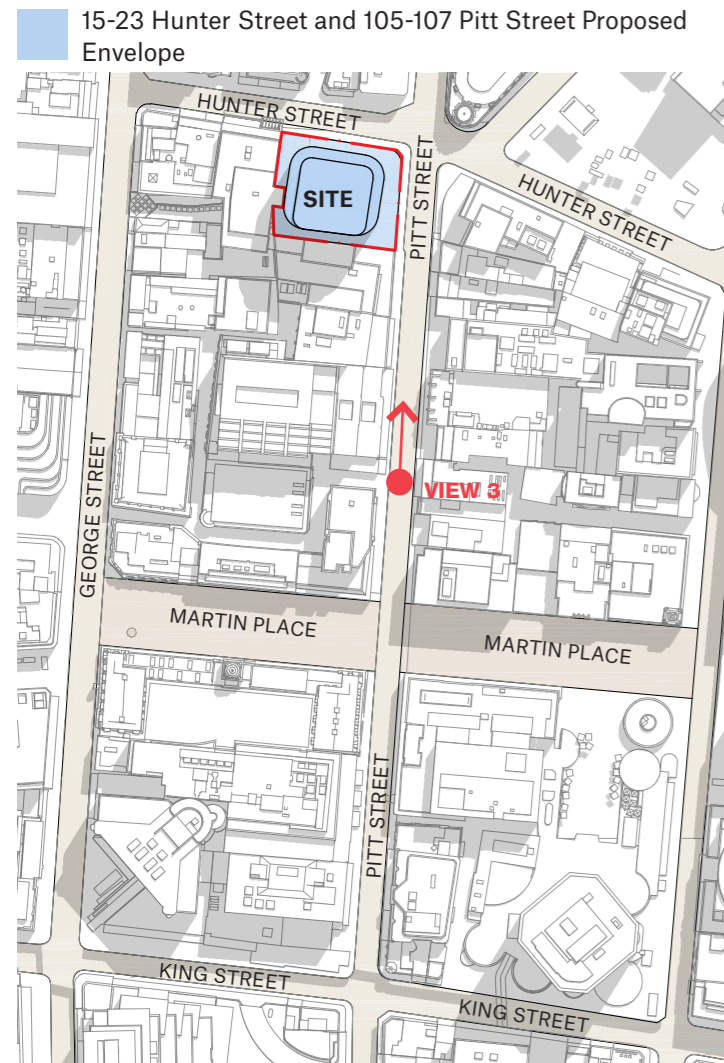 15-23 Hunter Street and 105-107 Pitt Street Proposed
Envelope
HUNTER STREET
PITT STREET
HUNTER STREET
SITE
VIEW 3
GEORGE STREET
MARTIN PLACE
MARTIN PLACE
PITT STREET
KING STREET
KING STREET